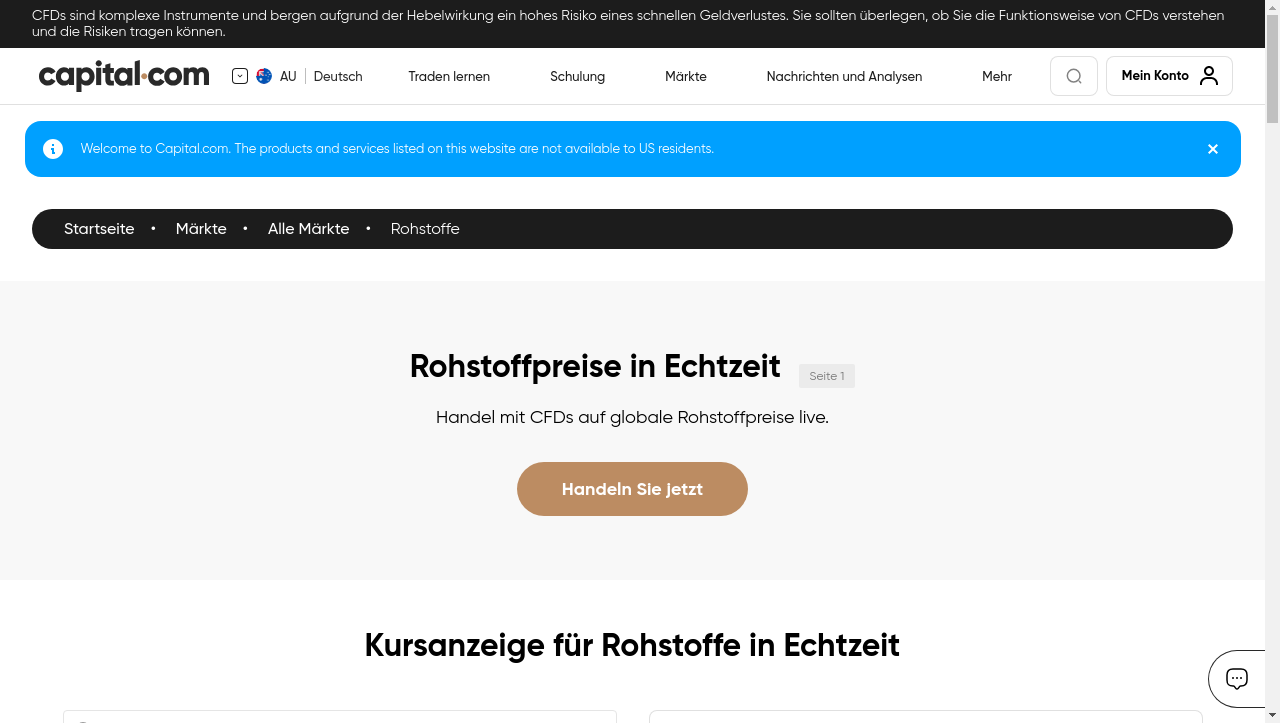 CFDs sind komplexe Instrumente und bergen aufgrund der Hebelwirkung ein hohes Risiko eines schnellen Geldverlustes. Sie sollten überlegen, ob Sie die Funktionsweise von CFDs verstehen
und die Risiken tragen können.
capital.com
AU
Deutsch
Traden lernen
Schulung
Märkte
Nachrichten und Analysen
Mehr
Mein Konto
Welcome to Capital.com. The products and services listed on this website are not available to US residents.
Startseite • Märkte • Alle Märkte • Rohstoffe
Rohstoffpreise in Echtzeit
Seite 1
Handel mit CFDs auf globale Rohstoffpreise live.
Handeln Sie jetzt
Kursanzeige für Rohstoffe in Echtzeit